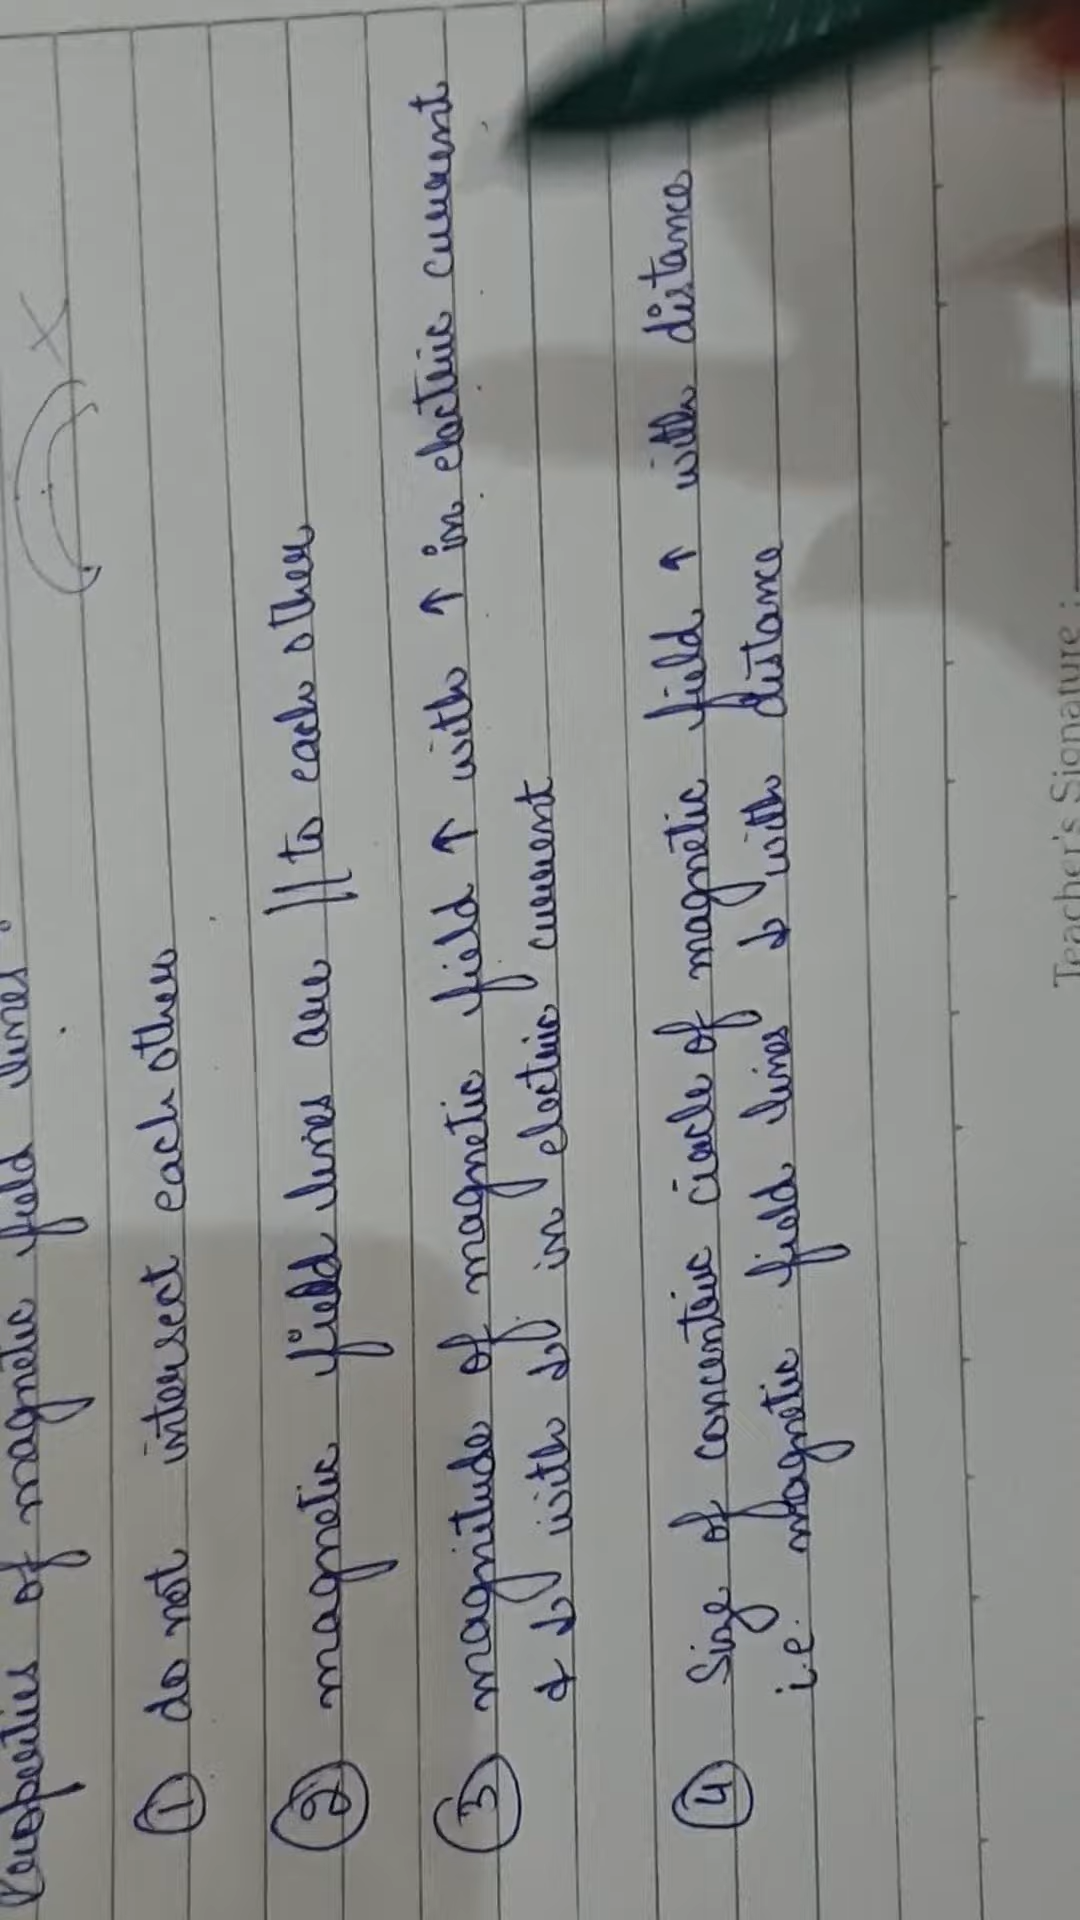 Properties of magnetic field lines :
① do not intersect each other
② magnetic field lines are || to each other
③ magnitude of magnetic field ↑ with ↑ in electric current
& ↓ with ↓ in electric current
④ Size of concentric circle of magnetic field ↑ with distance
i.e. magnetic field lines ↓ with distance
Teacher's Signature :